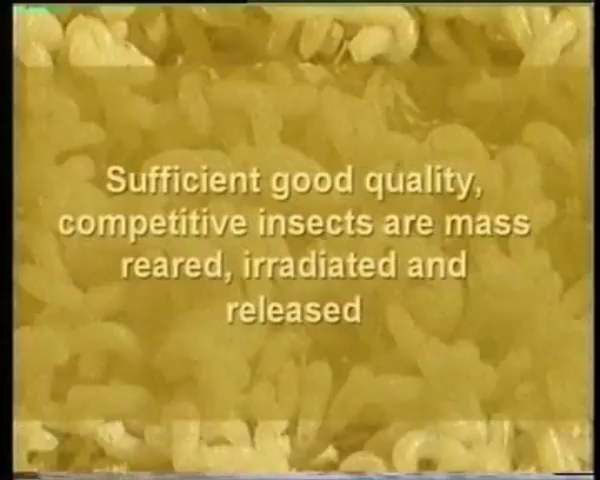 Sufficient good quality,
competitive insects are mass
reared, irradiated and
released